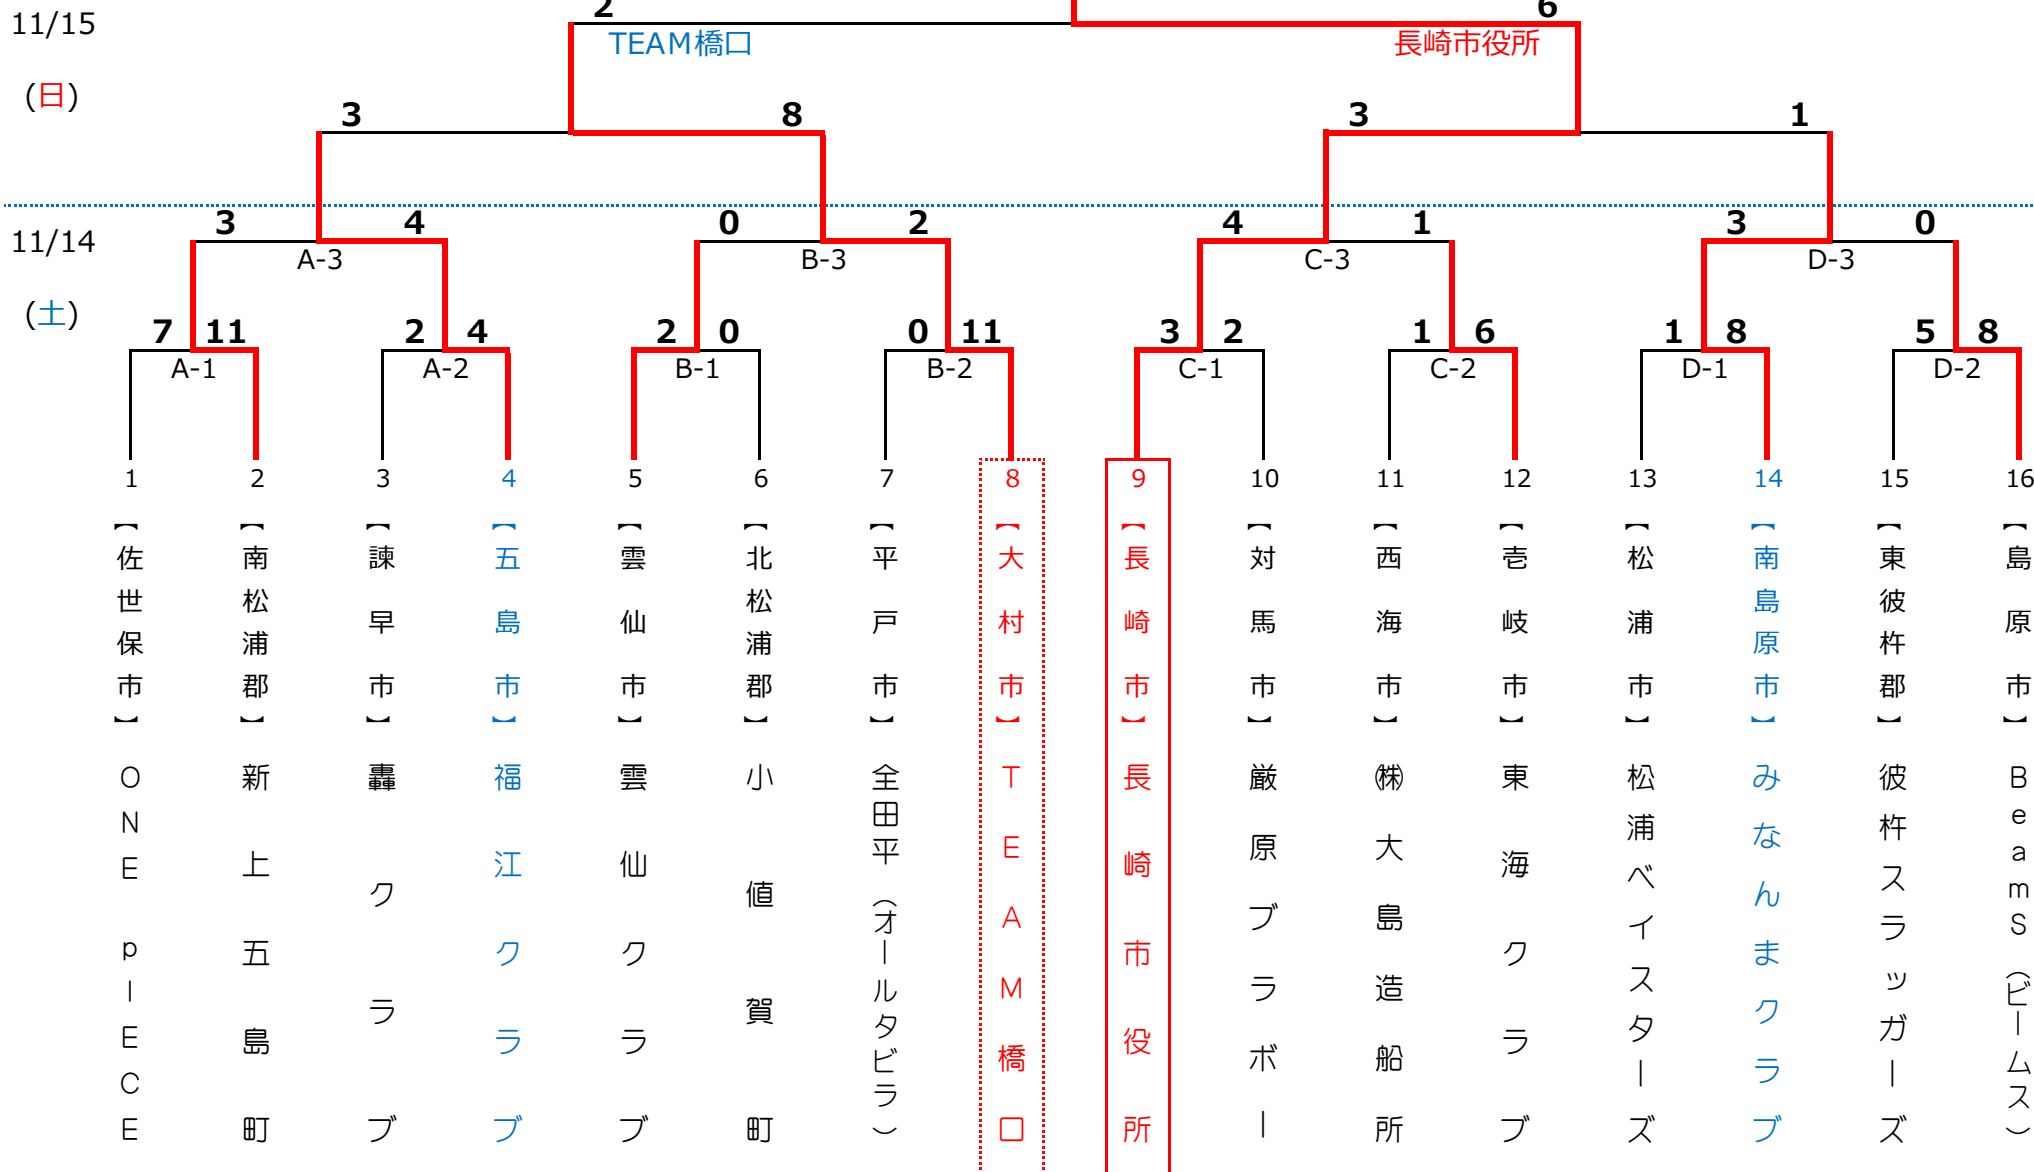 2 6
11/15
TEAM橋口 長崎市役所
(日)
3 8 3 1
3 4 0 2 4 1 3 0
11/14
A-3 B-3 C-3 D-3
(土)
7 11 2 4 2 0 0 11 3 2 1 6 1 8 5 8
A-1 A-2 B-1 B-2 C-1 C-2 D-1 D-2
1 2 3 4 5 6 7 8 9 10 11 12 13 14 15 16
【佐世保市】 ONE pIECE
【南松浦郡】 新上五島町
【諫早市】 轟クラブ
【五島市】 福江クラブ
【雲仙市】 雲仙クラブ
【北松浦郡】 小値賀町
【平戸市】 全田平(オールタビラ)
【大村市】 TEAM橋口
【長崎市】 長崎市役所
【対馬市】 厳原ブラボー
【西海市】 ㈱大島造船所
【壱岐市】 東海クラブ
【松浦市】 松浦ベイスターズ
【南島原市】 みなんまクラブ
【東彼杵郡】 彼杵スラッガーズ
【島原市】 BeamS(ビームス)